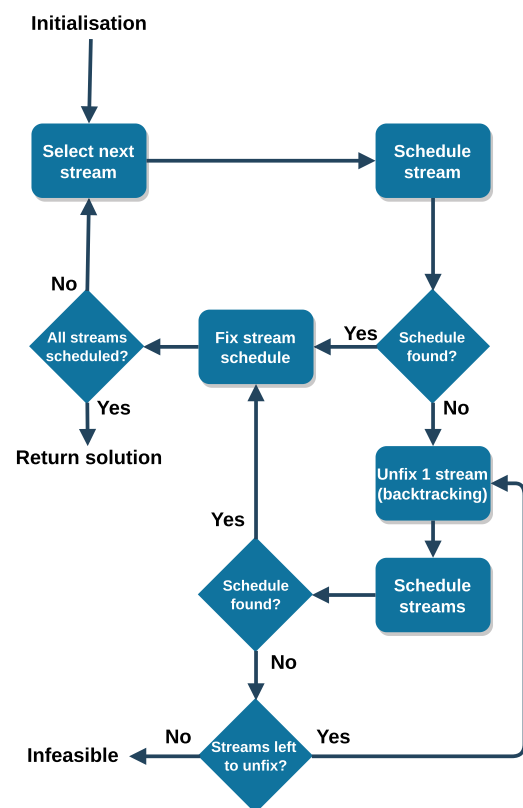 Initialisation
Select next
stream
Schedule
stream
No
All streams
scheduled?
Fix stream
schedule
Yes
Schedule
found?
Yes
Return solution
No
Unfix 1 stream
(backtracking)
Yes
Schedule
found?
Schedule
streams
No
Infeasible
No
Streams left
to unfix?
Yes